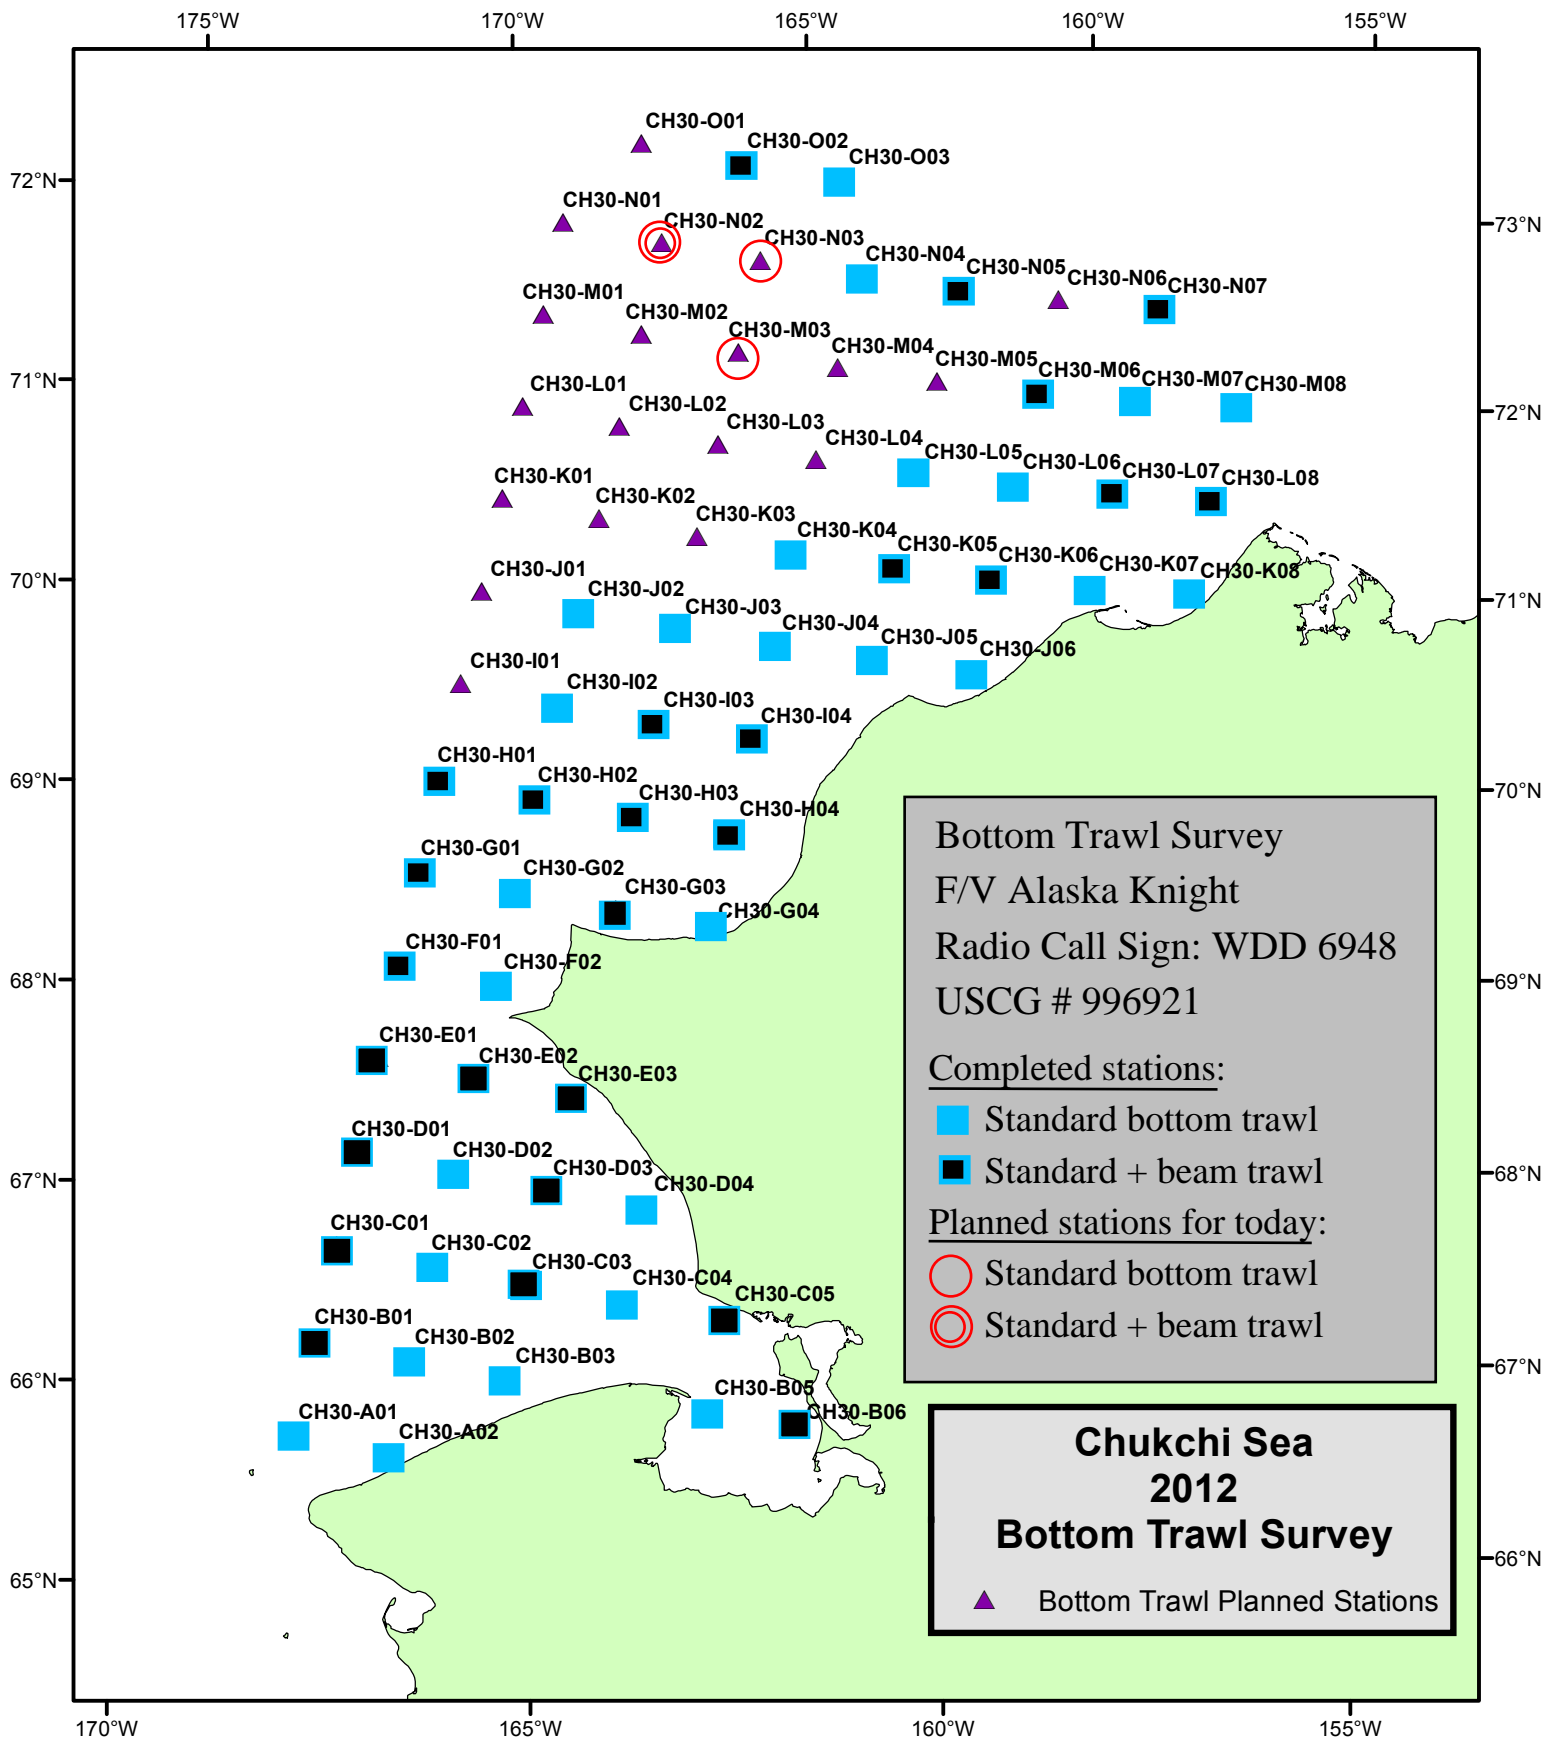 175°W 170°W 165°W 160°W 155°W
CH30-O01
CH30-O02
CH30-O03
72°N
CH30-N01
CH30-N02
CH30-N03
CH30-N04
CH30-N05
CH30-N06
CH30-N07
73°N
CH30-M01
CH30-M02
CH30-M03
CH30-M04
CH30-M05
CH30-M06
CH30-M07
CH30-M08
71°N
72°N
CH30-L01
CH30-L02
CH30-L03
CH30-L04
CH30-L05
CH30-L06
CH30-L07
CH30-L08
CH30-K01
CH30-K02
CH30-K03
CH30-K04
CH30-K05
CH30-K06
CH30-K07
CH30-K08
70°N
71°N
CH30-J01
CH30-J02
CH30-J03
CH30-J04
CH30-J05
CH30-J06
CH30-I01
CH30-I02
CH30-I03
CH30-I04
69°N
70°N
CH30-H01
CH30-H02
CH30-H03
CH30-H04
CH30-G01
CH30-G02
CH30-G03
CH30-G04
CH30-F01
CH30-F02
68°N
69°N
CH30-E01
CH30-E02
CH30-E03
CH30-D01
CH30-D02
CH30-D03
CH30-D04
67°N
68°N
CH30-C01
CH30-C02
CH30-C03
CH30-C04
CH30-C05
CH30-B01
CH30-B02
CH30-B03
CH30-B05
CH30-B06
66°N
67°N
CH30-A01
CH30-A02
65°N
66°N
Bottom Trawl Survey
F/V Alaska Knight
Radio Call Sign: WDD 6948
USCG # 996921
Completed stations:
Standard bottom trawl
Standard + beam trawl
Planned stations for today:
Standard bottom trawl
Standard + beam trawl
Chukchi Sea
2012
Bottom Trawl Survey
Bottom Trawl Planned Stations
170°W 165°W 160°W 155°W